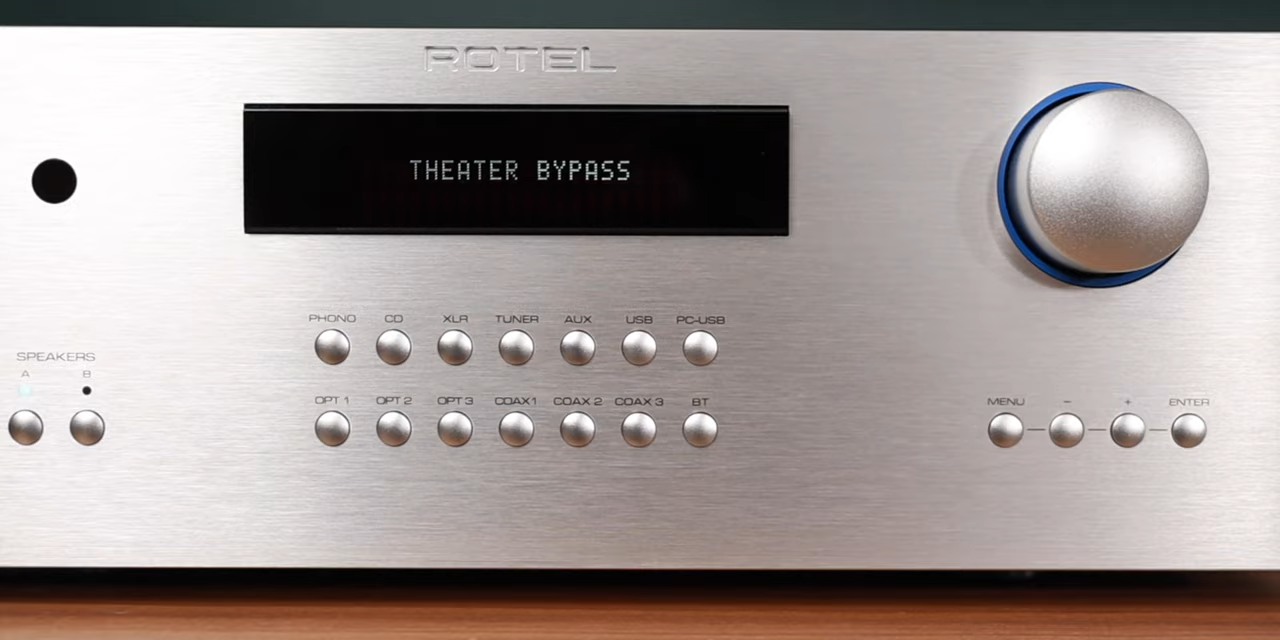 ROTEL
THEATER BYPASS
PHONO CD XLR TUNER AUX USB PC-USB
SPEAKERS
A B
OPT 1 OPT 2 OPT 3 COAX1 COAX 2 COAX 3 BT
MENU - + ENTER